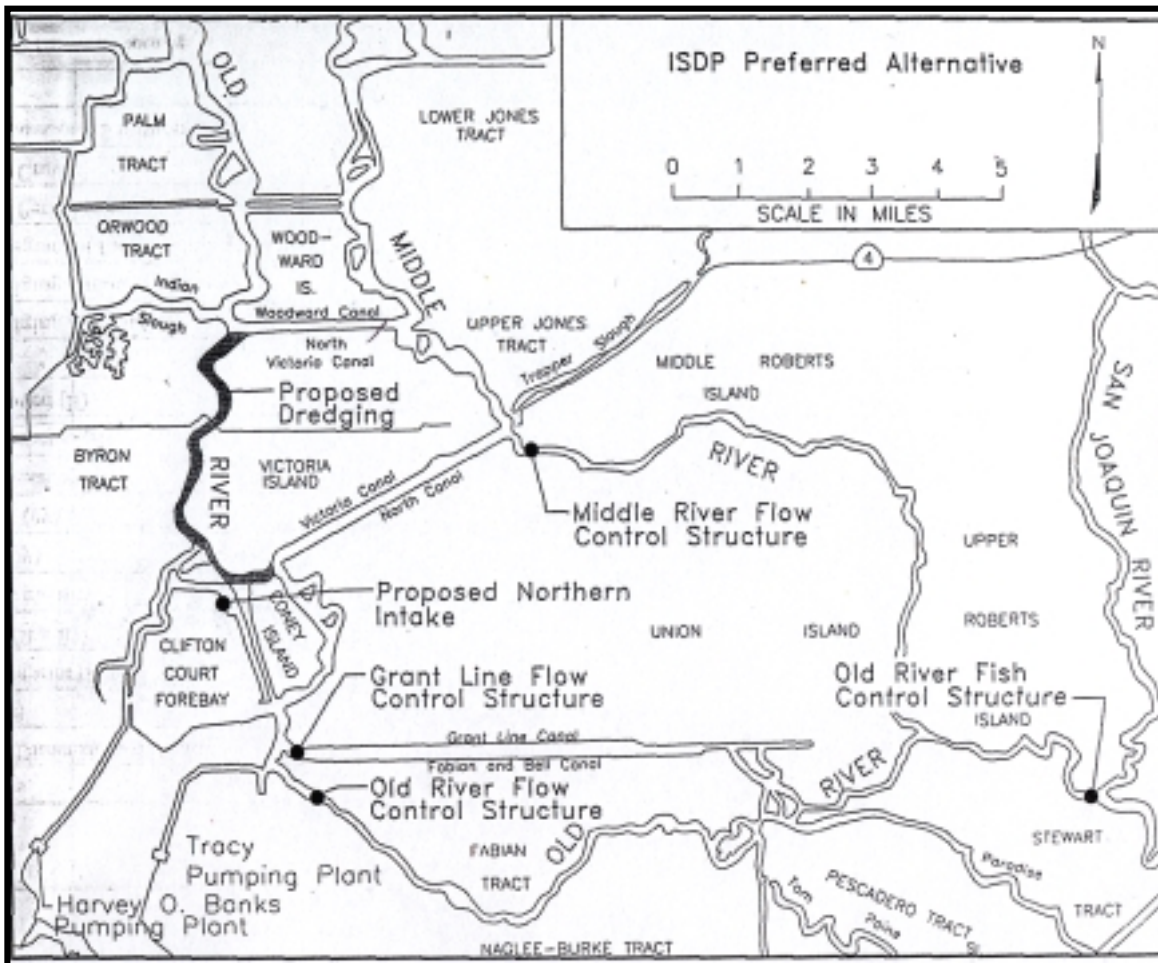 OLD
ISDP Preferred Alternative
N
0 1 2 3 4 5
SCALE IN MILES
PALM
TRACT
LOWER JONES
TRACT
ORWOOD
TRACT
WOOD-
WARD
IS.
MIDDLE
4
Indian
Slough
Woodward Canal
North
Victoria Canal
UPPER JONES
TRACT
Trapper Slough
MIDDLE ROBERTS
ISLAND
SAN JOAQUIN RIVER
Proposed
Dredging
BYRON
TRACT
RIVER
VICTORIA
ISLAND
Victoria Canal
North Canal
RIVER
Middle River Flow
Control Structure
UPPER
ROBERTS
ISLAND
Proposed Northern
Intake
CONEY
ISLAND
UNION ISLAND
CLIFTON
COURT
FOREBAY
Grant Line Flow
Control Structure
Old River Fish
Control Structure
Grant Line Canal
Fabian and Bell Canal
RIVER
Old River Flow
Control Structure
Tracy
Pumping Plant
FABIAN
TRACT
OLD
STEWART
TRACT
Paradise
Harvey O. Banks
Pumping Plant
PESCADERO TRACT
Tom
Paine
Sl
NAGLEE-BURKE TRACT